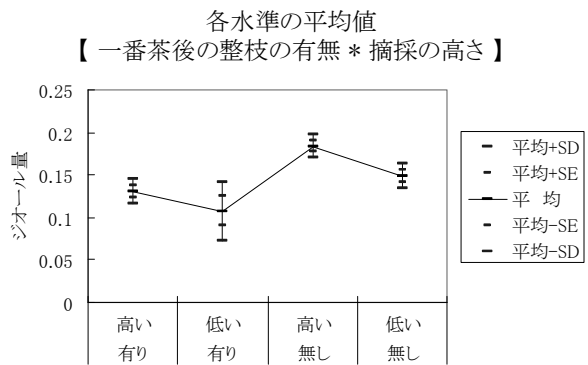 各水準の平均値
【 一番茶後の整枝の有無 * 摘採の高さ 】
ジオール量
0.25
0.2
0.15
0.1
0.05
0
高い 低い 高い 低い
有り 有り 無し 無し
平均+SD
平均+SE
平 均
平均−SE
平均−SD